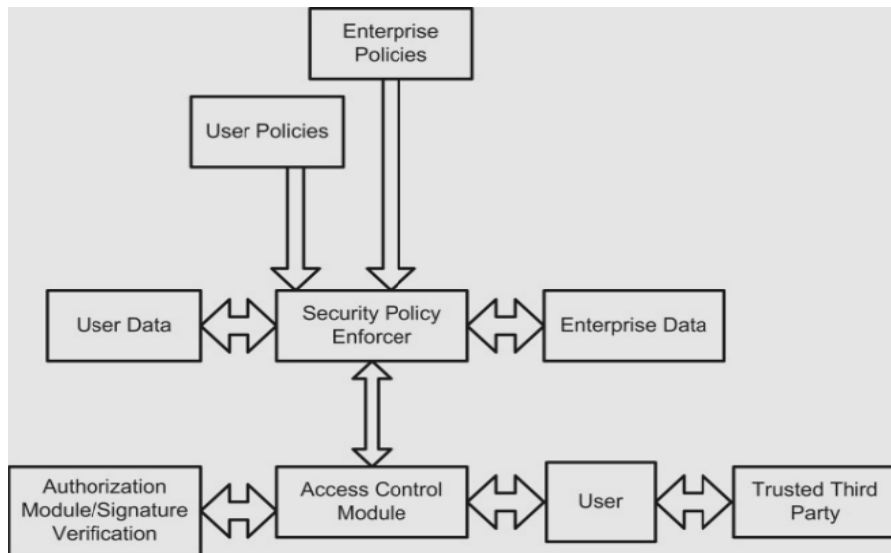 Enterprise
Policies
User Policies
User Data
Security Policy
Enforcer
Enterprise Data
Authorization
Module/Signature
Verification
Access Control
Module
User
Trusted Third
Party